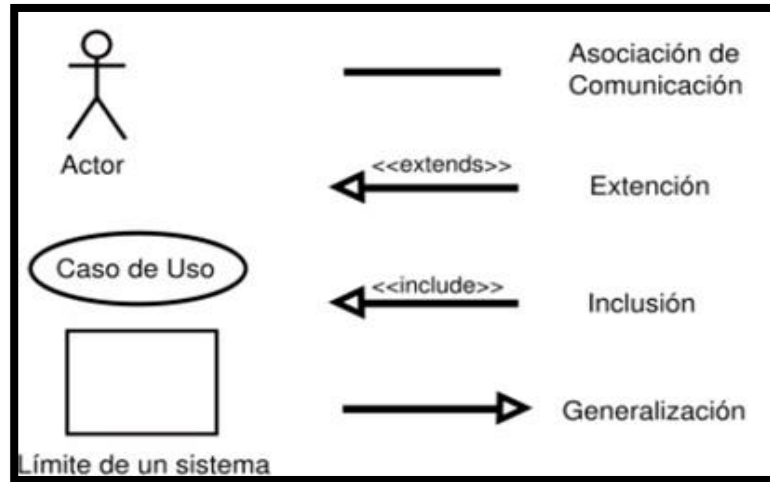 Actor
Caso de Uso
Límite de un sistema
Asociación de
Comunicación
<<extends>>
Extención
<<include>>
Inclusión
Generalización